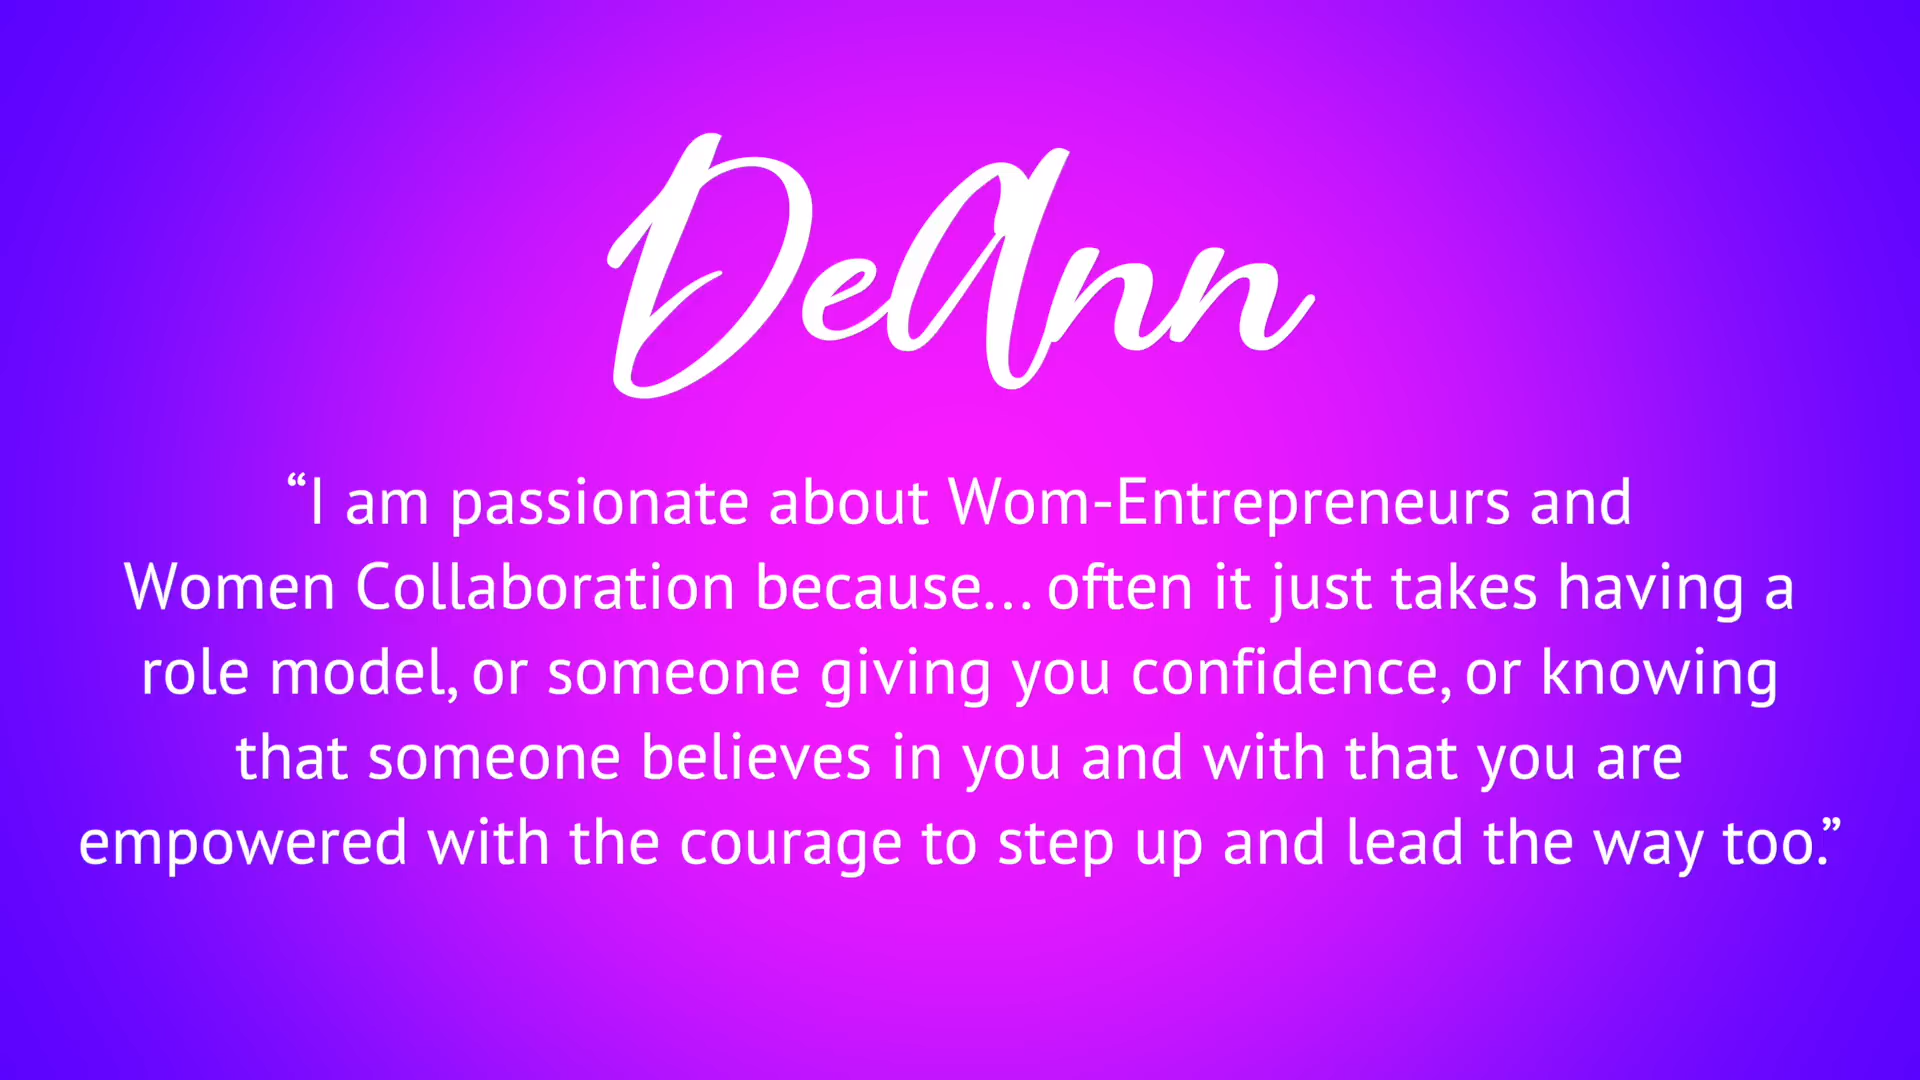 DeAnn
“I am passionate about Wom-Entrepreneurs and
Women Collaboration because... often it just takes having a
role model, or someone giving you confidence, or knowing
that someone believes in you and with that you are
empowered with the courage to step up and lead the way too.”